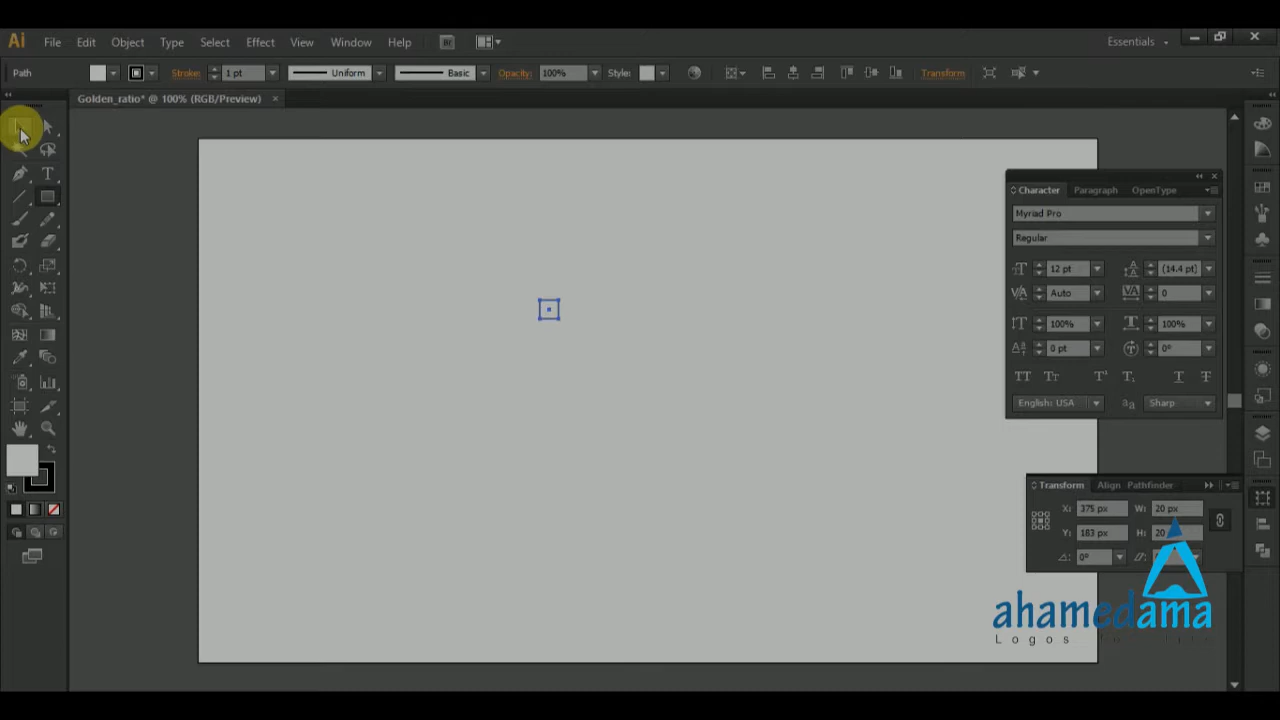 Ai File Edit Object Type Select Effect View Window Help Br Essentials
Path Stroke: 1 pt Uniform Basic Opacity: 100% Style: Transform
Golden_ratio* @ 100% (RGB/Preview) ×
Character Paragraph OpenType
Myriad Pro
Regular
12 pt (14.4 pt)
Auto 0
100% 100%
0 pt 0°
English: USA Sharp
Transform Align Pathfinder
X: 375 px W: 20 px
Y: 183 px H: 20
0°
ahamedama
Logos